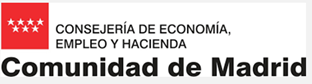 CONSEJERÍA DE ECONOMÍA,
EMPLEO Y HACIENDA
Comunidad de Madrid